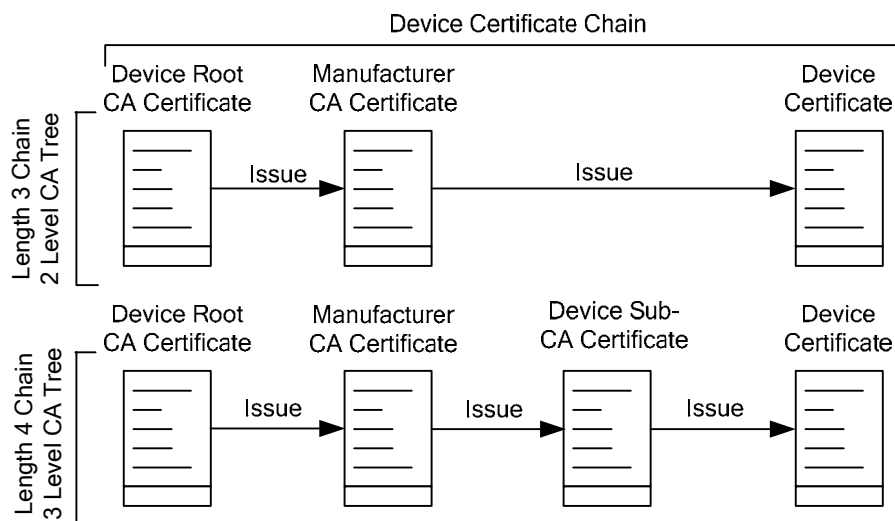 Device Certificate Chain
Device Root
CA Certificate
Manufacturer
CA Certificate
Device
Certificate
Length 3 Chain
2 Level CA Tree
Issue
Issue
Device Root
CA Certificate
Manufacturer
CA Certificate
Device Sub-
CA Certificate
Device
Certificate
Length 4 Chain
3 Level CA Tree
Issue
Issue
Issue